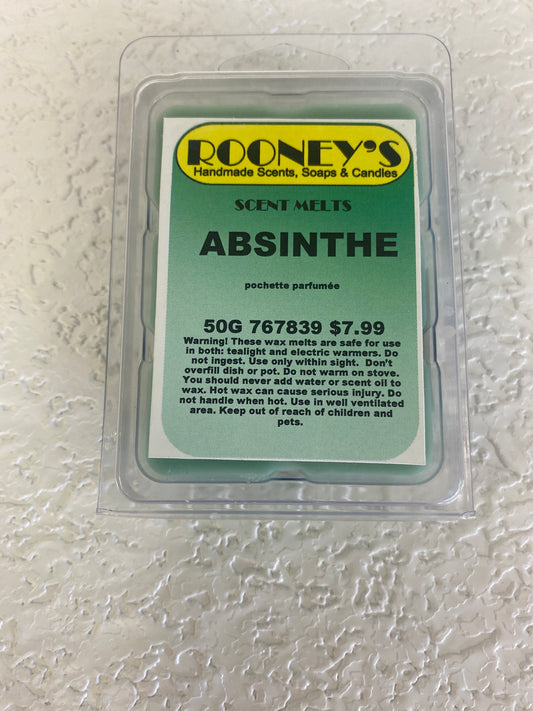 ROONEY'S
Handmade Scents, Soaps & Candles
SCENT MELTS
ABSINTHE
pochette parfumée
50G 767839 $7.99
Warning! These wax melts are safe for use
in both: tealight and electric warmers. Do
not ingest. Use only within sight. Don't
overfill dish or pot. Do not warm on stove.
You should never add water or scent oil to
wax. Hot wax can cause serious injury. Do
not handle when hot. Use in well ventilated
area. Keep out of reach of children and
pets.